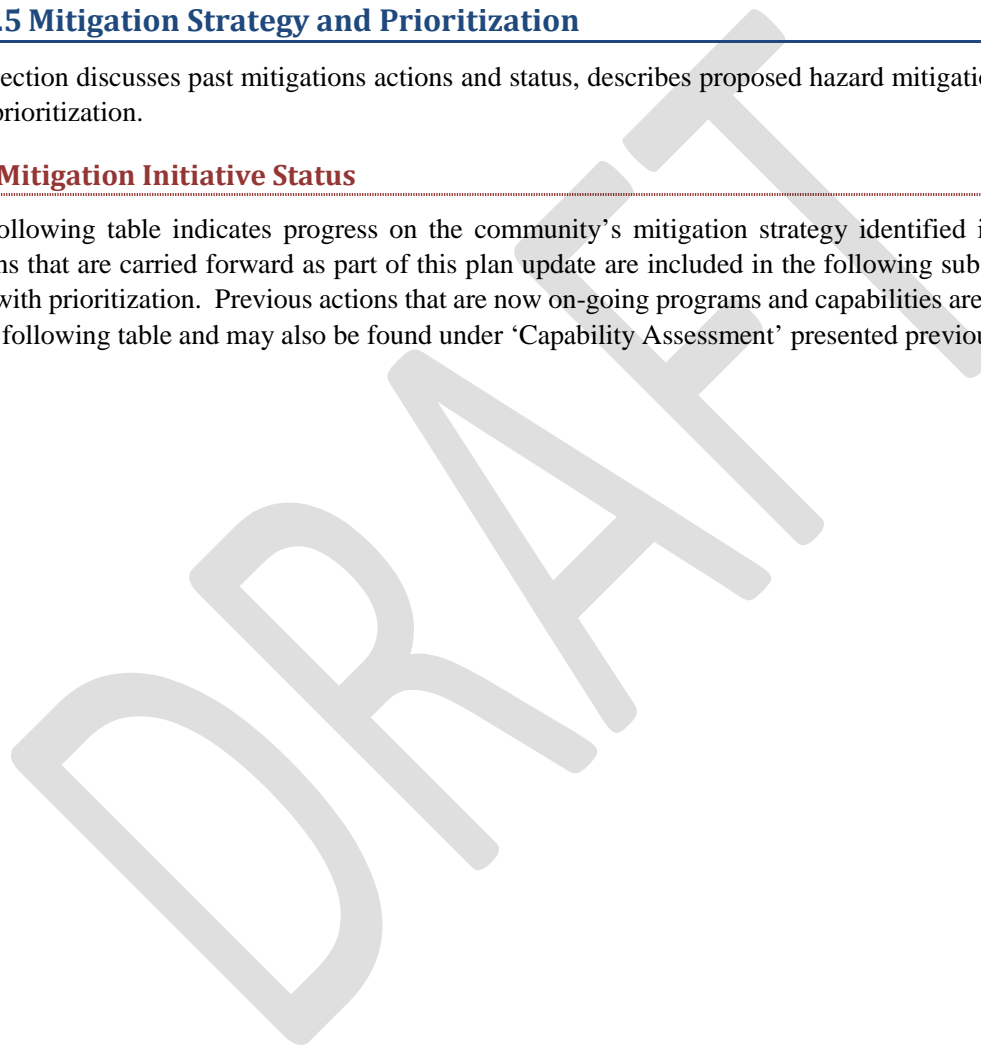 .5 Mitigation Strategy and Prioritization
ection discusses past mitigations actions and status, describes proposed hazard mitigatio
prioritization.
Mitigation Initiative Status
ollowing table indicates progress on the community’s mitigation strategy identified i
ns that are carried forward as part of this plan update are included in the following sub
with prioritization. Previous actions that are now on-going programs and capabilities are
following table and may also be found under ‘Capability Assessment’ presented previou
DRAFT